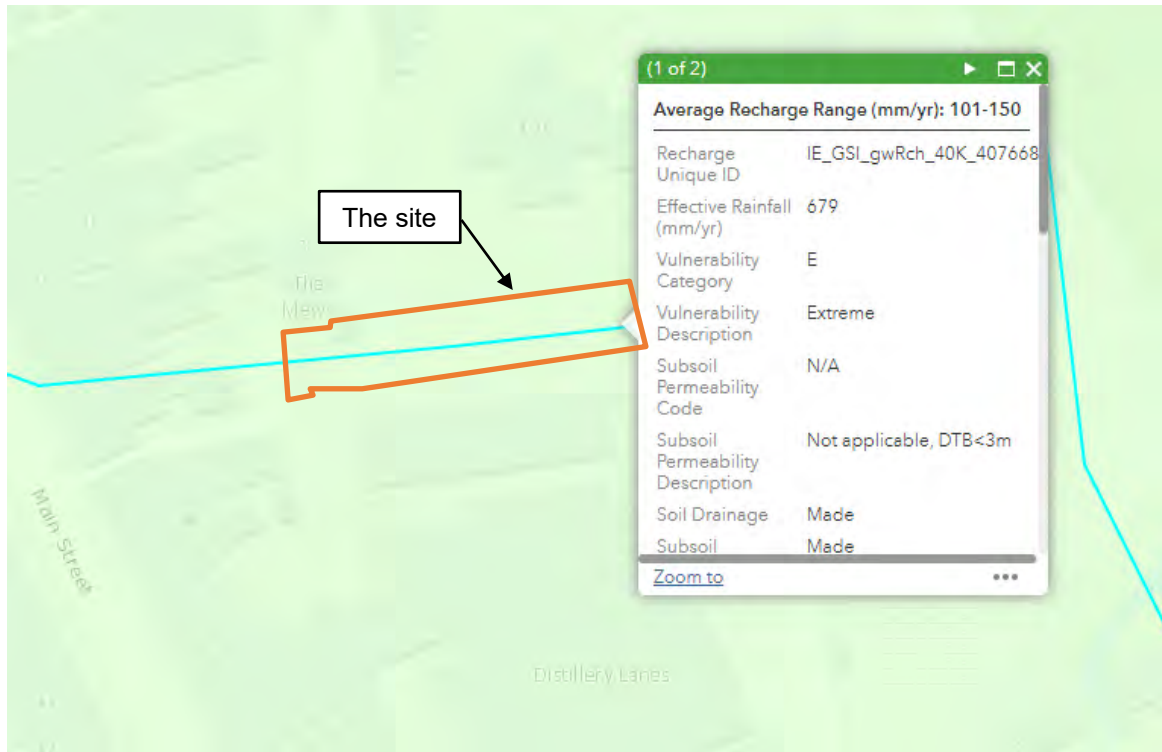 (1 of 2)
Average Recharge Range (mm/yr): 101-150
Recharge Unique ID IE_GSI_gwRch_40K_407668
Effective Rainfall (mm/yr) 679
Vulnerability Category E
Vulnerability Description Extreme
Subsoil Permeability Code N/A
Subsoil Permeability Description Not applicable, DTB<3m
Soil Drainage Made
Subsoil Made
Zoom to
The site
The
Mews
Main Street
Distillery Lanes